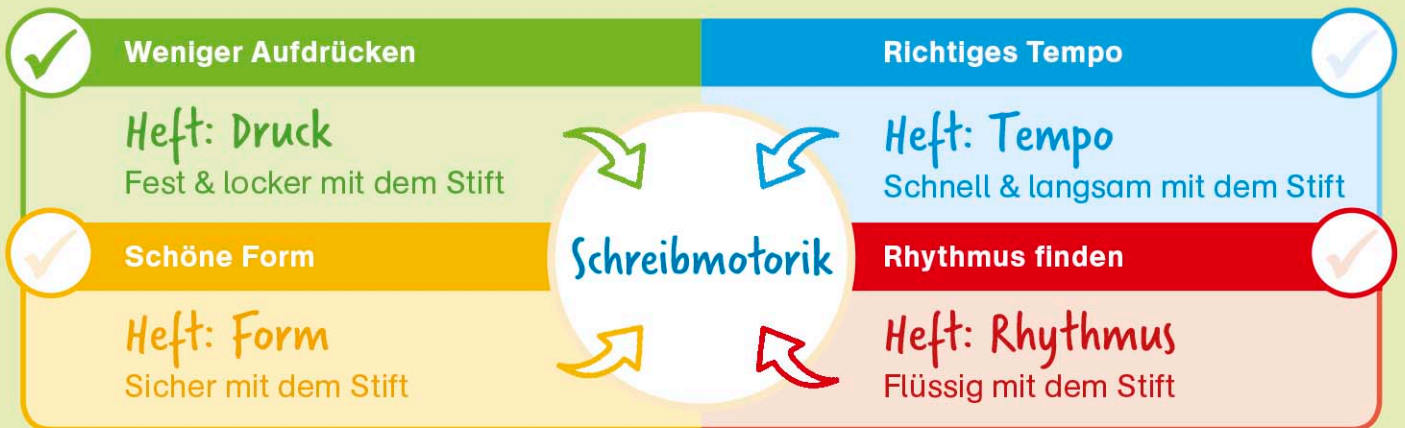 Weniger Aufdrücken
Heft: Druck
Fest & locker mit dem Stift
Richtiges Tempo
Heft: Tempo
Schnell & langsam mit dem Stift
Schreibmotorik
Schöne Form
Heft: Form
Sicher mit dem Stift
Rhythmus finden
Heft: Rhythmus
Flüssig mit dem Stift